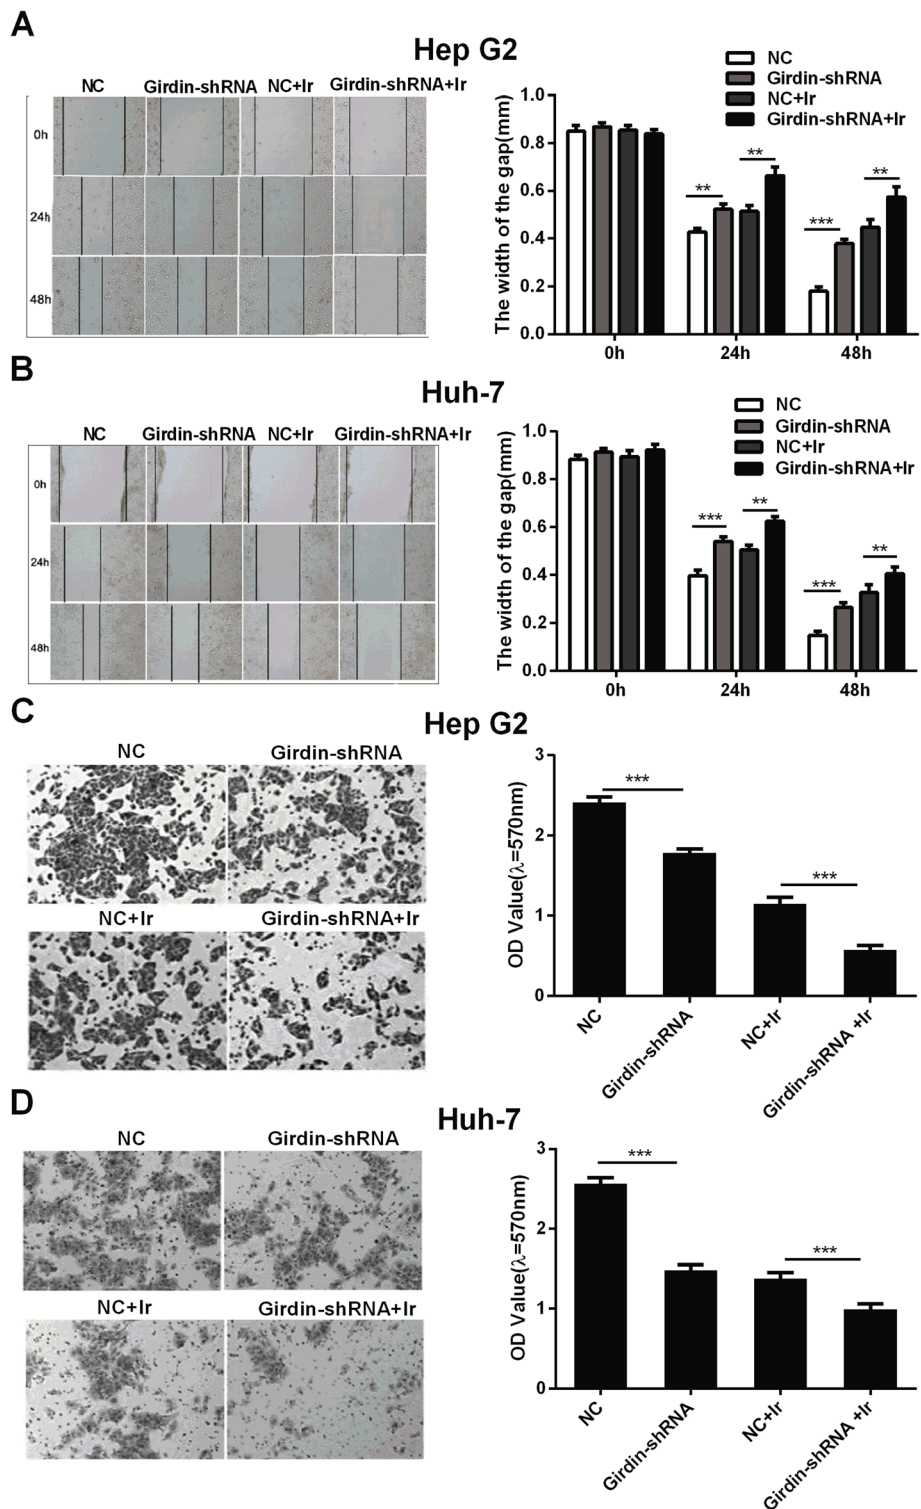 A
Hep G2
NC Girdin-shRNA NC+Ir Girdin-shRNA+Ir
0h
24h
48h
NC
Girdin-shRNA
NC+Ir
Girdin-shRNA+Ir
The width of the gap(mm)
1.0
0.8
0.6
0.4
0.2
0.0
** ** *** **
0h 24h 48h
B
Huh-7
NC Girdin-shRNA NC+Ir Girdin-shRNA+Ir
0h
24h
48h
NC
Girdin-shRNA
NC+Ir
Girdin-shRNA+Ir
The width of the gap(mm)
1.0
0.8
0.6
0.4
0.2
0.0
*** ** *** **
0h 24h 48h
C
Hep G2
NC Girdin-shRNA
NC+Ir Girdin-shRNA+Ir
OD Value(λ=570nm)
3
2
1
0
*** ***
NC Girdin-shRNA NC+Ir Girdin-shRNA +Ir
D
Huh-7
NC Girdin-shRNA
NC+Ir Girdin-shRNA+Ir
OD Value(λ=570nm)
3
2
1
0
*** ***
NC Girdin-shRNA NC+Ir Girdin-shRNA +Ir